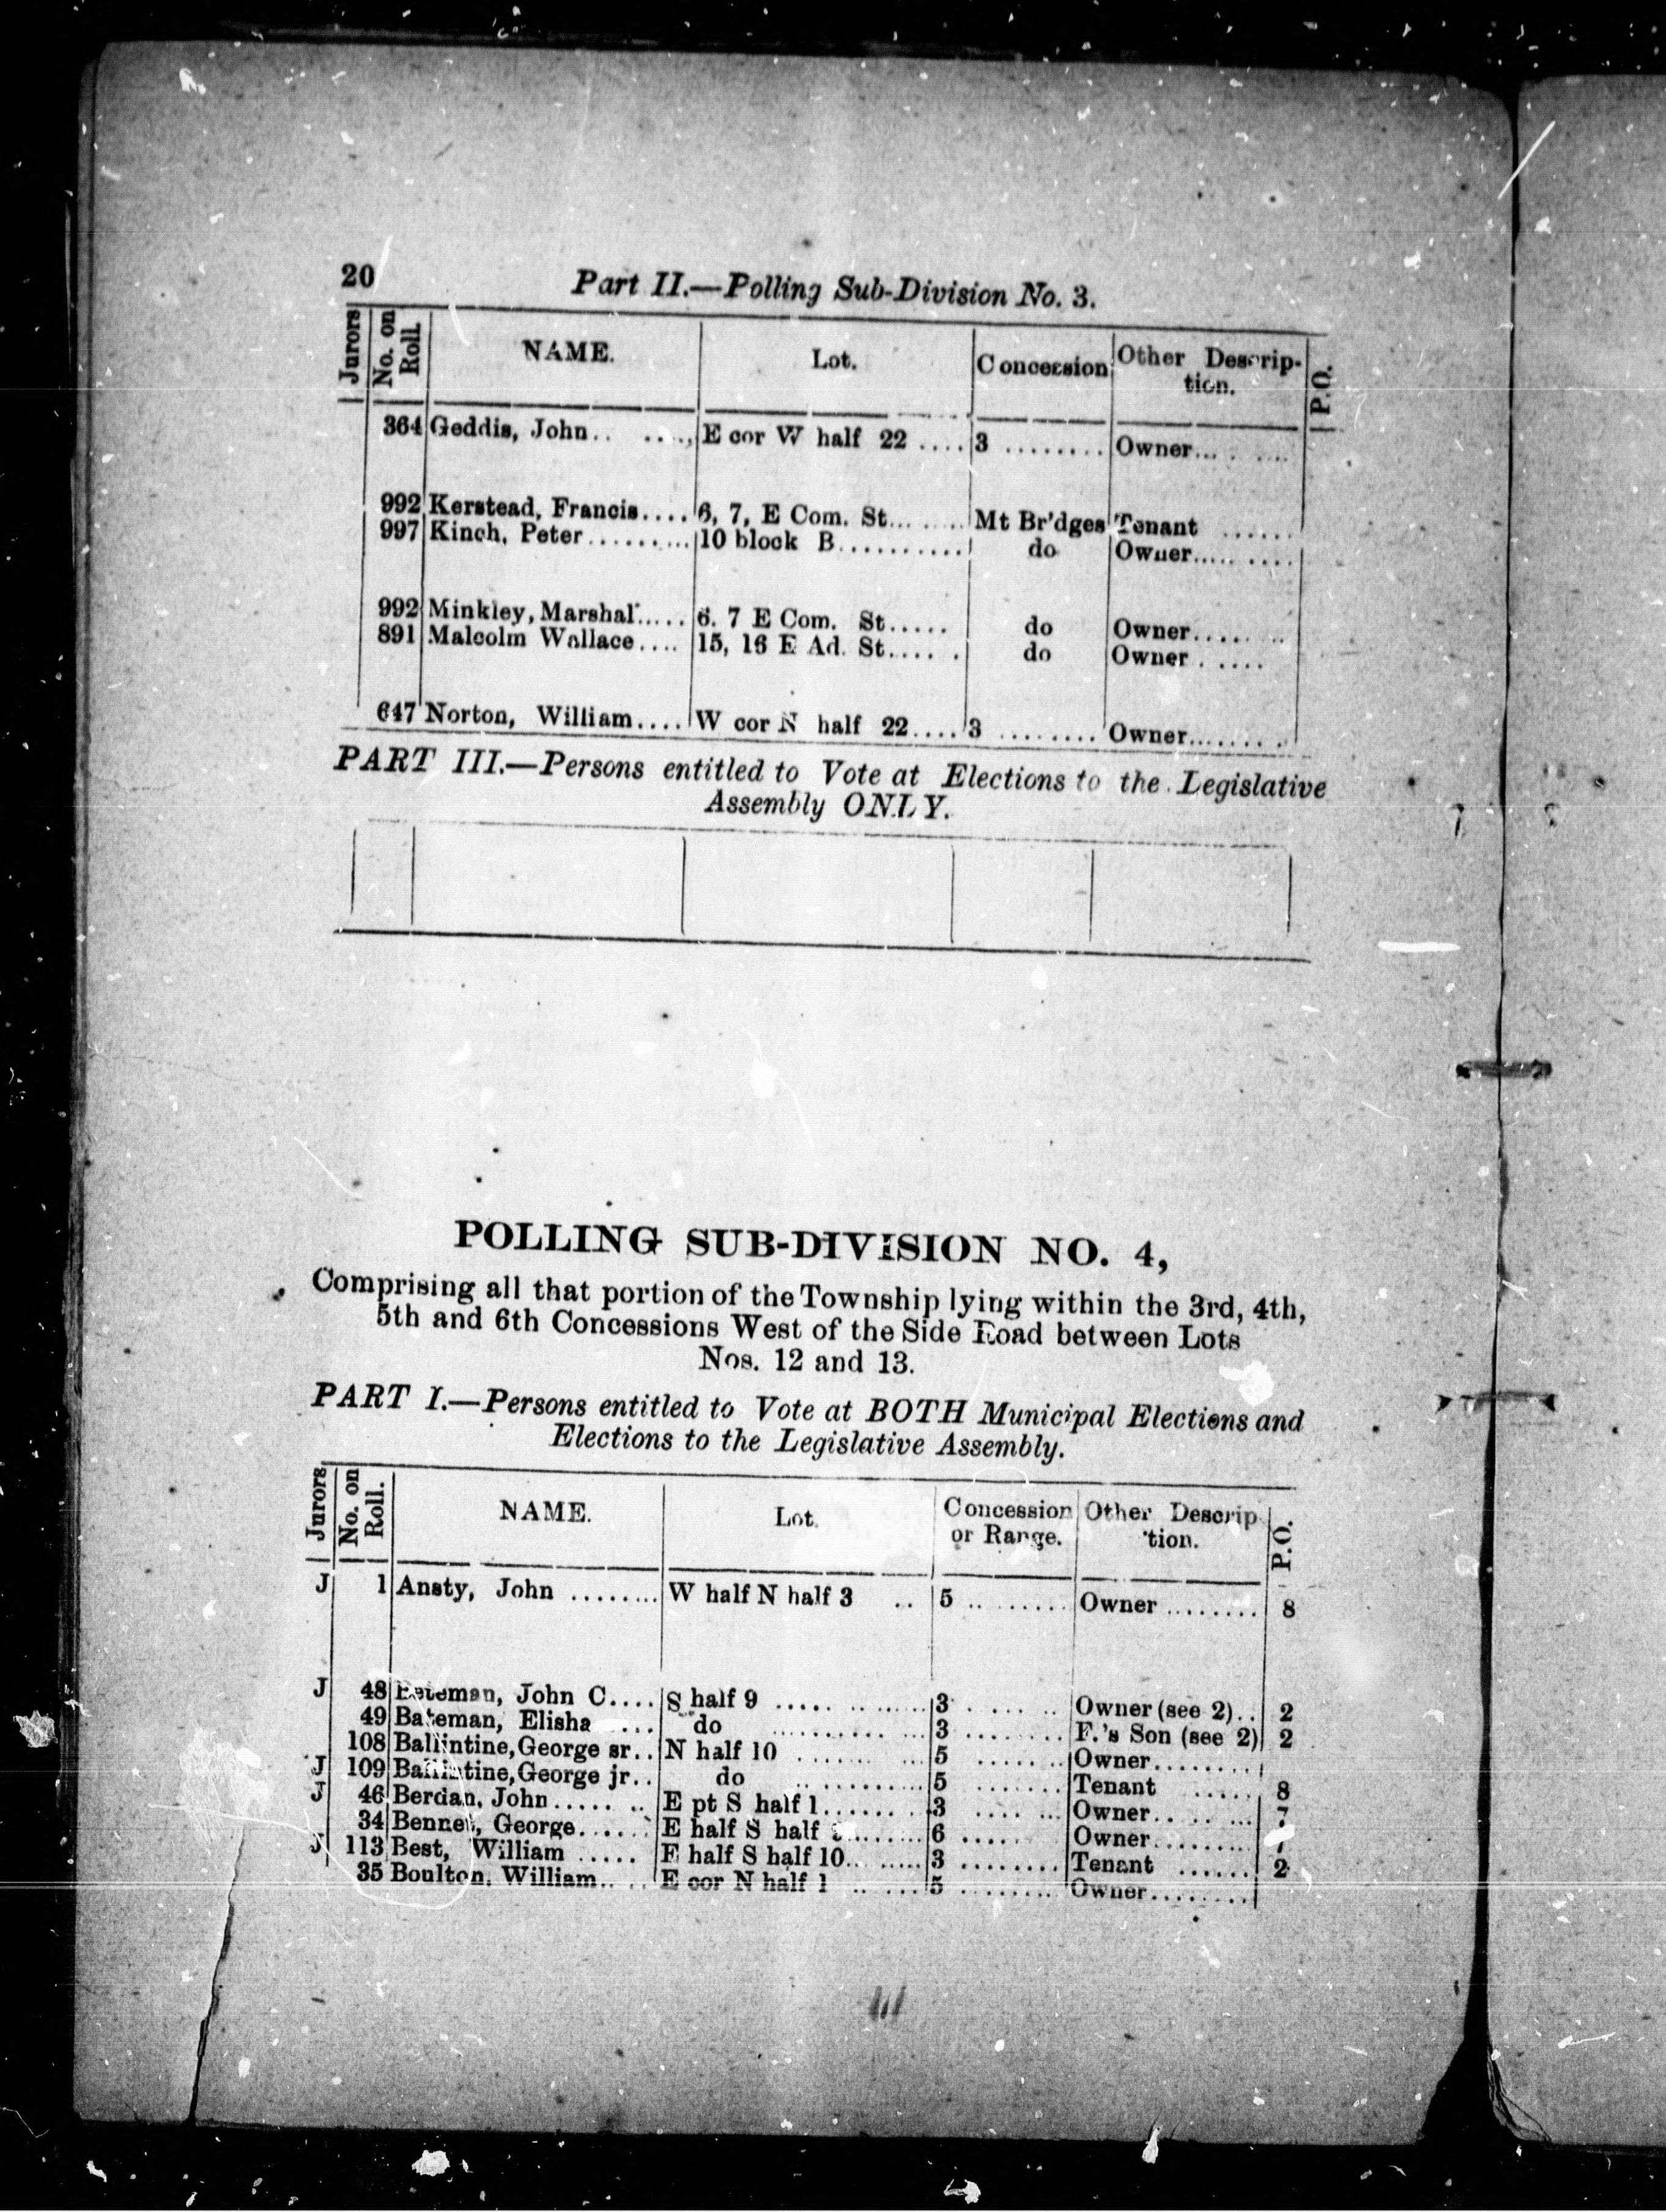 20 Part II.—Polling Sub-Division No. 3.
Jurors No. on Roll. NAME. Lot. Concession Other Descrip-tion. P.O.
364 Geddis, John.. ...., E cor W half 22 .... 3 ........ Owner... . ....
992 Kerstead, Francis.... 6, 7, E Com. St... .... Mt Br'dges Tenant ......
997 Kinch, Peter.......... 10 block B.......... do Owner..... ....
992 Minkley, Marshal..... 6. 7 E Com. St..... do Owner.... ..
891 Malcolm Wallace.... 15, 16 E Ad. St..... . do Owner . ....
647 Norton, William.... W cor N half 22.... 3 ........ Owner........
PART III.—Persons entitled to Vote at Elections to the Legislative
Assembly ONLY.
POLLING SUB-DIVISION NO. 4,
Comprising all that portion of the Township lying within the 3rd, 4th,
5th and 6th Concessions West of the Side Road between Lots
Nos. 12 and 13.
PART I.—Persons entitled to Vote at BOTH Municipal Elections and
Elections to the Legislative Assembly.
Jurors No. on Roll. NAME. Lot. Concession or Range. Other Descrip tion. P.O.
J 1 Ansty, John ........ W half N half 3 .. 5 .. ....... Owner ........ 8
J 48 Bateman, John C.... S half 9 ..... .. ...... 3 . .... .. Owner (see 2).. 2
49 Bateman, Elisha .... do ........... ... 3 ........ F.'s Son (see 2) 2
108 Ballintine, George sr.. N half 10 ....... ... 5 ....... .. Owner........
J 109 Ballintine, George jr.. do .. .......... 5 ....... Tenant ..... 8
J 46 Berdan, John..... .. E pt S half 1....... .. 3 .... ... Owner.. .. ... 7
34 Bennet, George...... E half S half ....... 6 ..... Owner.........
J 113 Best, William ..... E half S half 10.. ..... 3 ........ Tenant ...... 2
35 Boulton, William.. .. E cor N half 1 .. .... 5 ........ Owner........